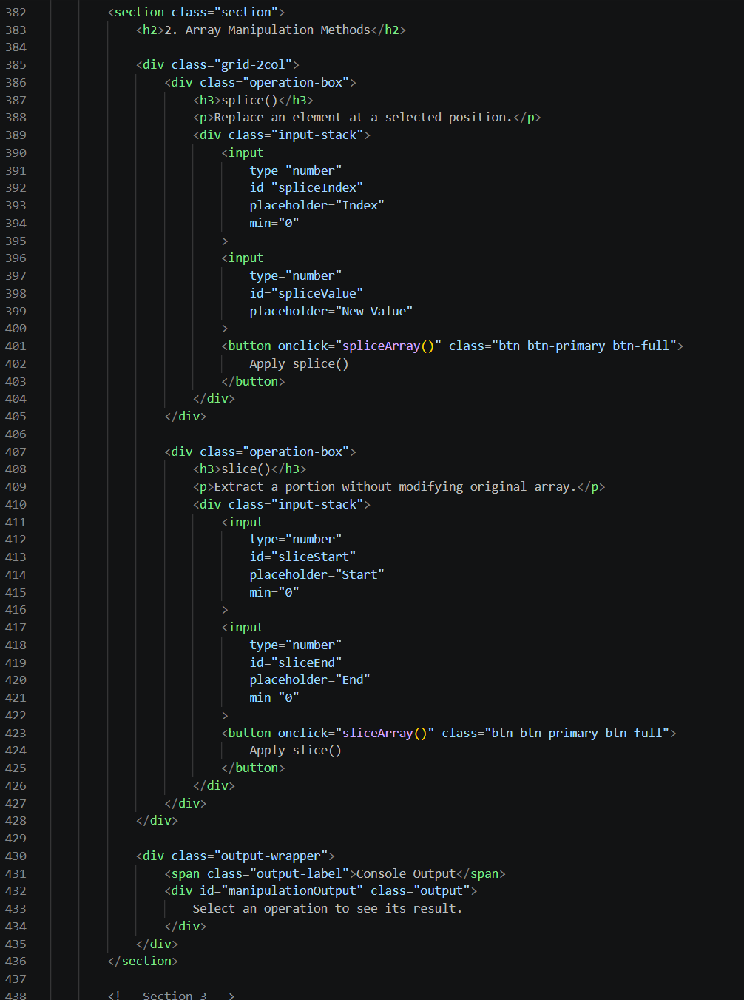 382 <section class="section">
383 <h2>2. Array Manipulation Methods</h2>
384
385 <div class="grid-2col">
386 <div class="operation-box">
387 <h3>splice()</h3>
388 <p>Replace an element at a selected position.</p>
389 <div class="input-stack">
390 <input
391 type="number"
392 id="spliceIndex"
393 placeholder="Index"
394 min="0"
395 >
396 <input
397 type="number"
398 id="spliceValue"
399 placeholder="New Value"
400 >
401 <button onclick="spliceArray()" class="btn btn-primary btn-full">
402 Apply splice()
403 </button>
404 </div>
405 </div>
406
407 <div class="operation-box">
408 <h3>slice()</h3>
409 <p>Extract a portion without modifying original array.</p>
410 <div class="input-stack">
411 <input
412 type="number"
413 id="sliceStart"
414 placeholder="Start"
415 min="0"
416 >
417 <input
418 type="number"
419 id="sliceEnd"
420 placeholder="End"
421 min="0"
422 >
423 <button onclick="sliceArray()" class="btn btn-primary btn-full">
424 Apply slice()
425 </button>
426 </div>
427 </div>
428 </div>
429
430 <div class="output-wrapper">
431 <span class="output-label">Console Output</span>
432 <div id="manipulationOutput" class="output">
433 Select an operation to see its result.
434 </div>
435 </div>
436 </section>
437
438 <! Section 3 >